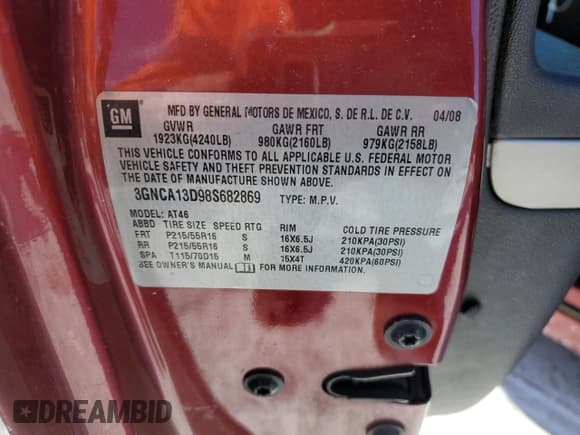 GM
MFD BY GENERAL MOTORS DE MEXICO, S. DE R.L. DE C.V. 04/08
GVWR GAWR FRT GAWR RR
1923KG(4240LB) 980KG(2160LB) 979KG(2158LB)
THIS VEHICLE CONFORMS TO ALL APPLICABLE U.S. FEDERAL MOTOR
VEHICLE SAFETY AND THEFT PREVENTION STANDARDS IN EFFECT ON
THE DATE OF MANUFACTURE SHOWN ABOVE.
3GNCA13D98S682869 TYPE: M.P.V.
MODEL: AT46
ABBD TIRE SIZE SPEED RTG RIM COLD TIRE PRESSURE
FRT P215/55R16 S 16X6.5J 210KPA(30PSI)
RR P215/55R16 S 16X6.5J 210KPA(30PSI)
SPA T115/70D15 M 15X4T 420KPA(60PSI)
SEE OWNER'S MANUAL FOR MORE INFORMATION
DREAMBID